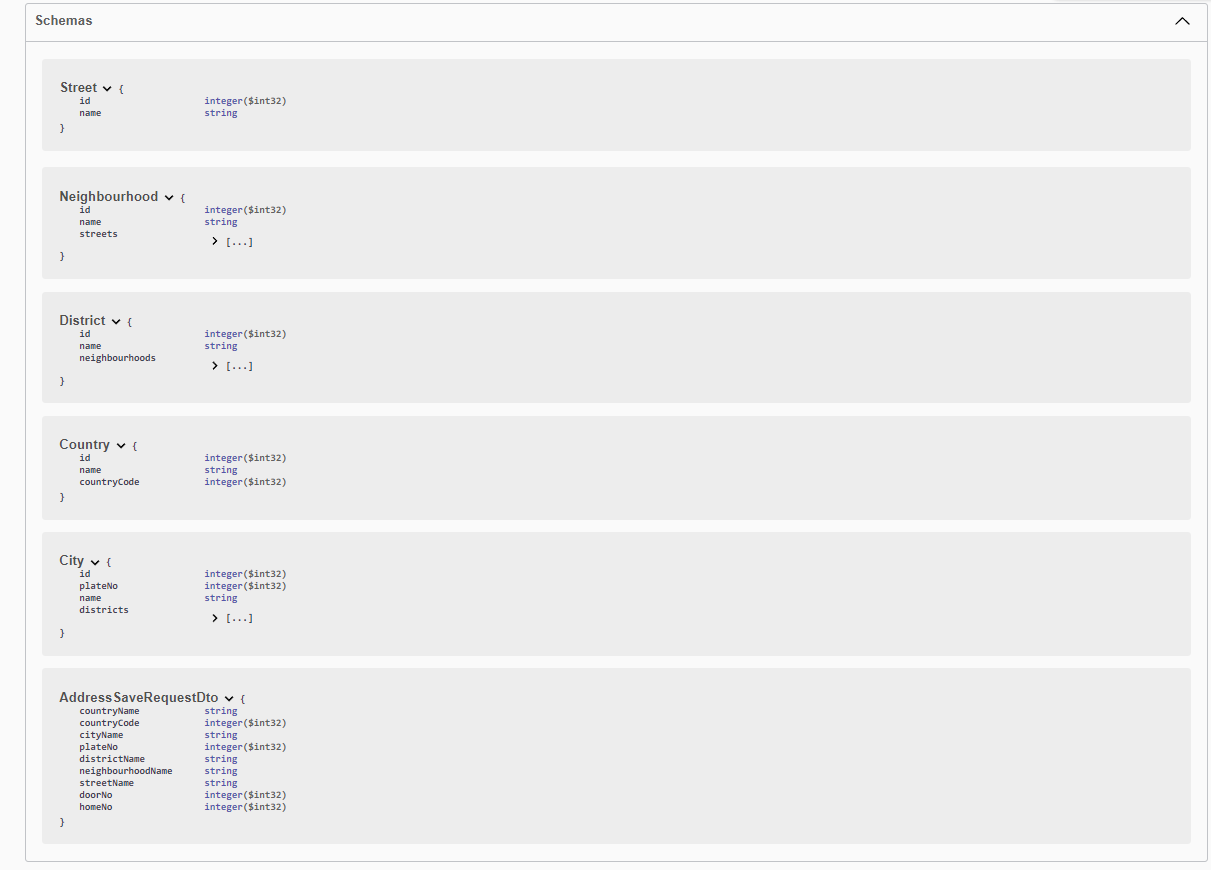 Schemas
Street {
id integer($int32)
name string
}
Neighbourhood {
id integer($int32)
name string
streets
[...]
}
District {
id integer($int32)
name string
neighbourhoods
[...]
}
Country {
id integer($int32)
name string
countryCode integer($int32)
}
City {
id integer($int32)
plateNo integer($int32)
name string
districts
[...]
}
AddressSaveRequestDto {
countryName string
countryCode integer($int32)
cityName string
plateNo integer($int32)
districtName string
neighbourhoodName string
streetName string
doorNo integer($int32)
homeNo integer($int32)
}